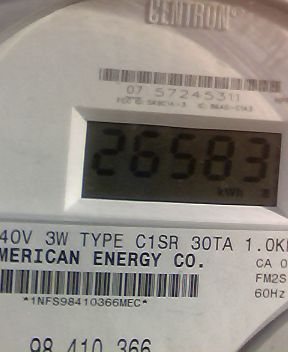 CENTRON®
07 57245311
26583
kWh
40V 3W TYPE C1SR 30TA 1.0K
MERICAN ENERGY CO.
CA 0
FM2S
60Hz
*1NFS98410366MEC*
98 410 366